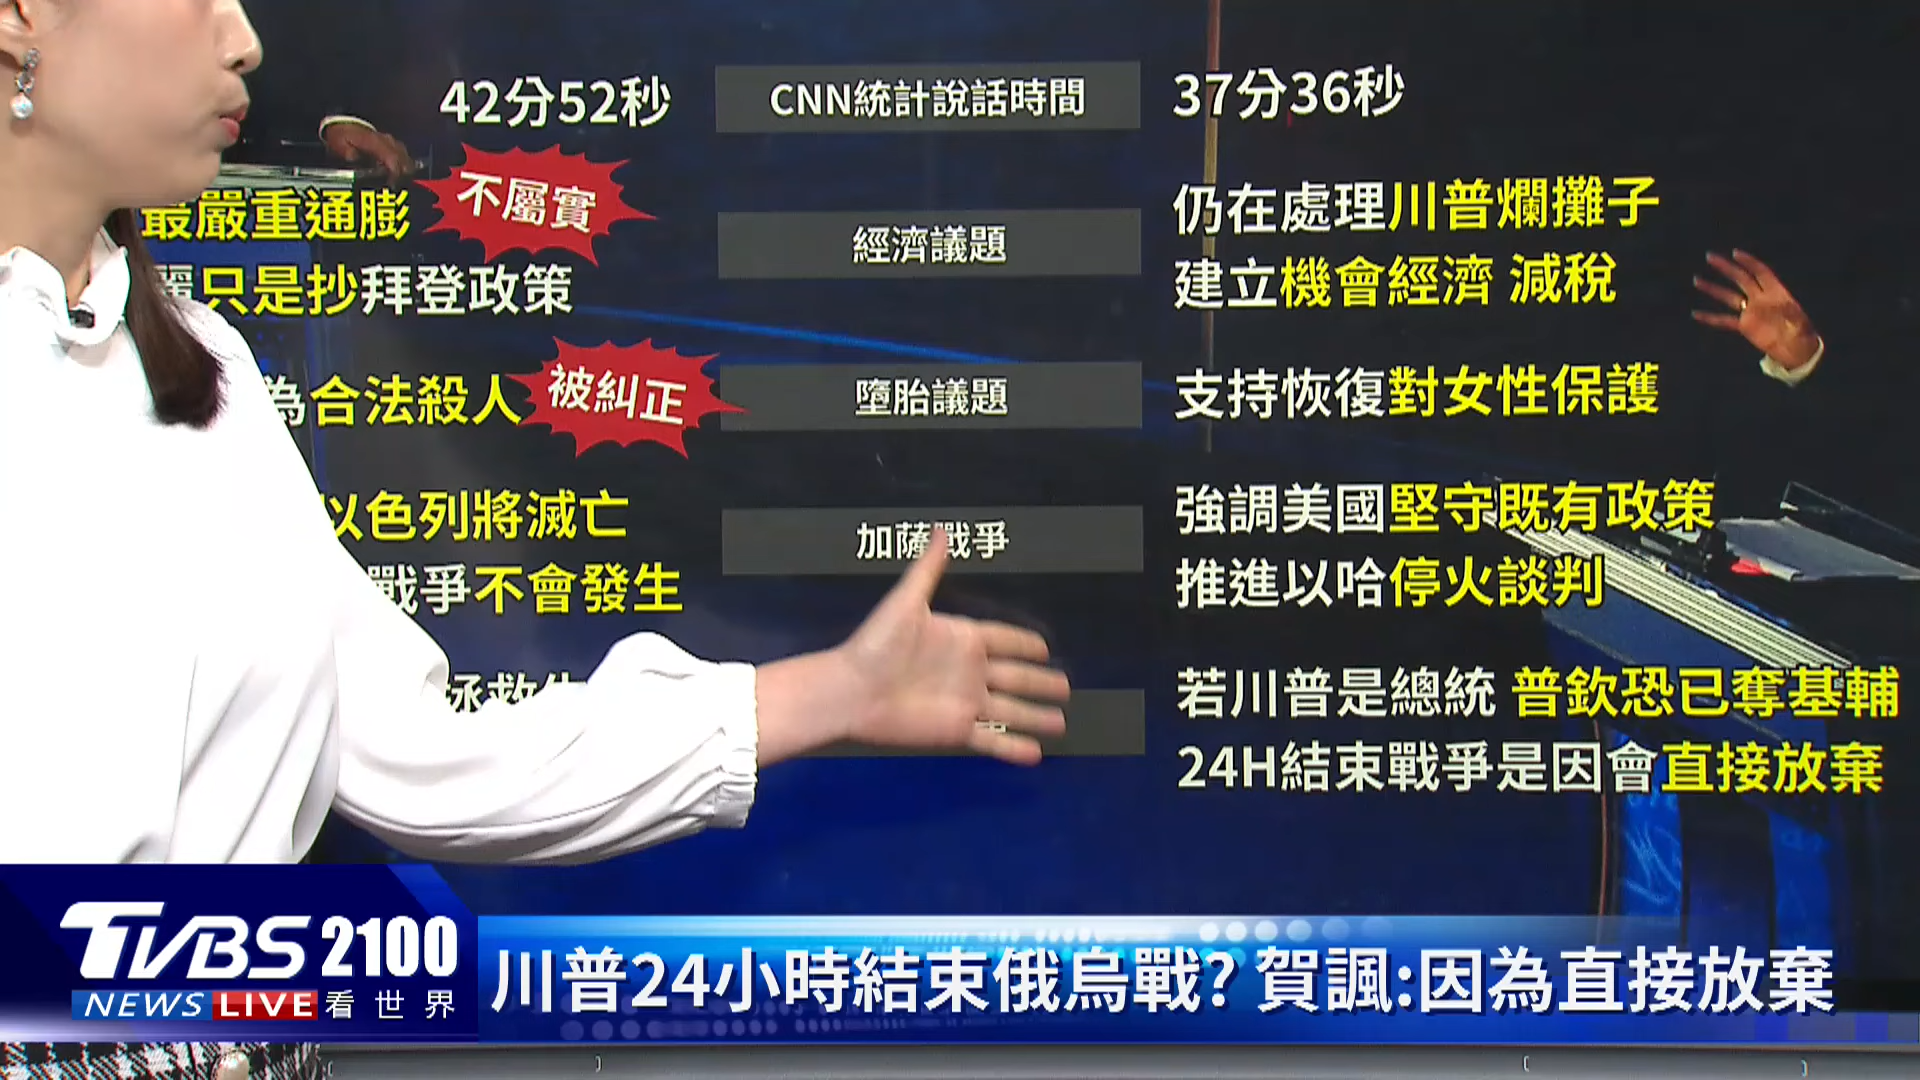 42分52秒
CNN統計說話時間
37分36秒
最嚴重通膨
不屬實
只是抄拜登政策
經濟議題
仍在處理川普爛攤子
建立機會經濟 減稅
為合法殺人
被糾正
墮胎議題
支持恢復對女性保護
以色列將滅亡
戰爭不會發生
加薩戰爭
強調美國堅守既有政策
推進以哈停火談判
拯救
若川普是總統 普欽恐已奪基輔
24H結束戰爭是因會直接放棄
TVBS 2100
NEWS LIVE 看世界
川普24小時結束俄烏戰? 賀諷:因為直接放棄